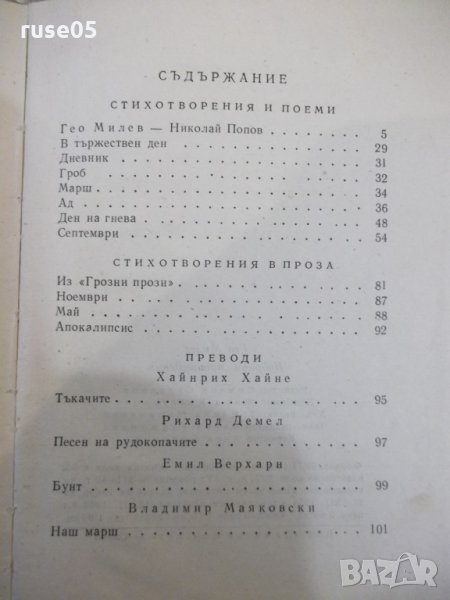 ruse05
СЪДЪРЖАНИЕ
СТИХОТВОРЕНИЯ И ПОЕМИ
Гео Милев — Николай Попов . . . . . . . 5
В тържествен ден . . . . . . . . . . 29
Дневник . . . . . . . . . . . . . 31
Гроб . . . . . . . . . . . . . . 32
Марш . . . . . . . . . . . . . . 34
Ад . . . . . . . . . . . . . . . 36
Ден на гнева . . . . . . . . . . . 48
Септември . . . . . . . . . . . . 54
СТИХОТВОРЕНИЯ В ПРОЗА
Из «Грозни прози» . . . . . . . . . . 81
Ноември . . . . . . . . . . . . . 87
Май . . . . . . . . . . . . . . 88
Апокалипсис . . . . . . . . . . . . 92
ПРЕВОДИ
Хайнрих Хайне
Тъкачите . . . . . . . . . . . . . 95
Рихард Демел
Песен на рудокопачите . . . . . . . . . 97
Емил Верхарн
Бунт . . . . . . . . . . . . . . 99
Владимир Маяковски
Наш марш . . . . . . . . . . . . . 101
BAZAR
bg